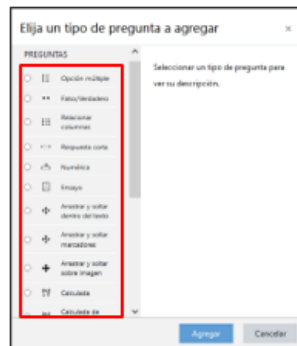 Elija un tipo de pregunta a agregar
×
PREGUNTAS
Opción múltiple
Falso/Verdadero
Relacionar
columnas
Respuesta corta
Numérica
Ensayo
Arrastrar y soltar
dentro del texto
Arrastrar y soltar
marcadores
Arrastrar y soltar
sobre imagen
Calculada
Calculada de
Seleccionar un tipo de pregunta para
ver su descripción.
Agregar
Cancelar